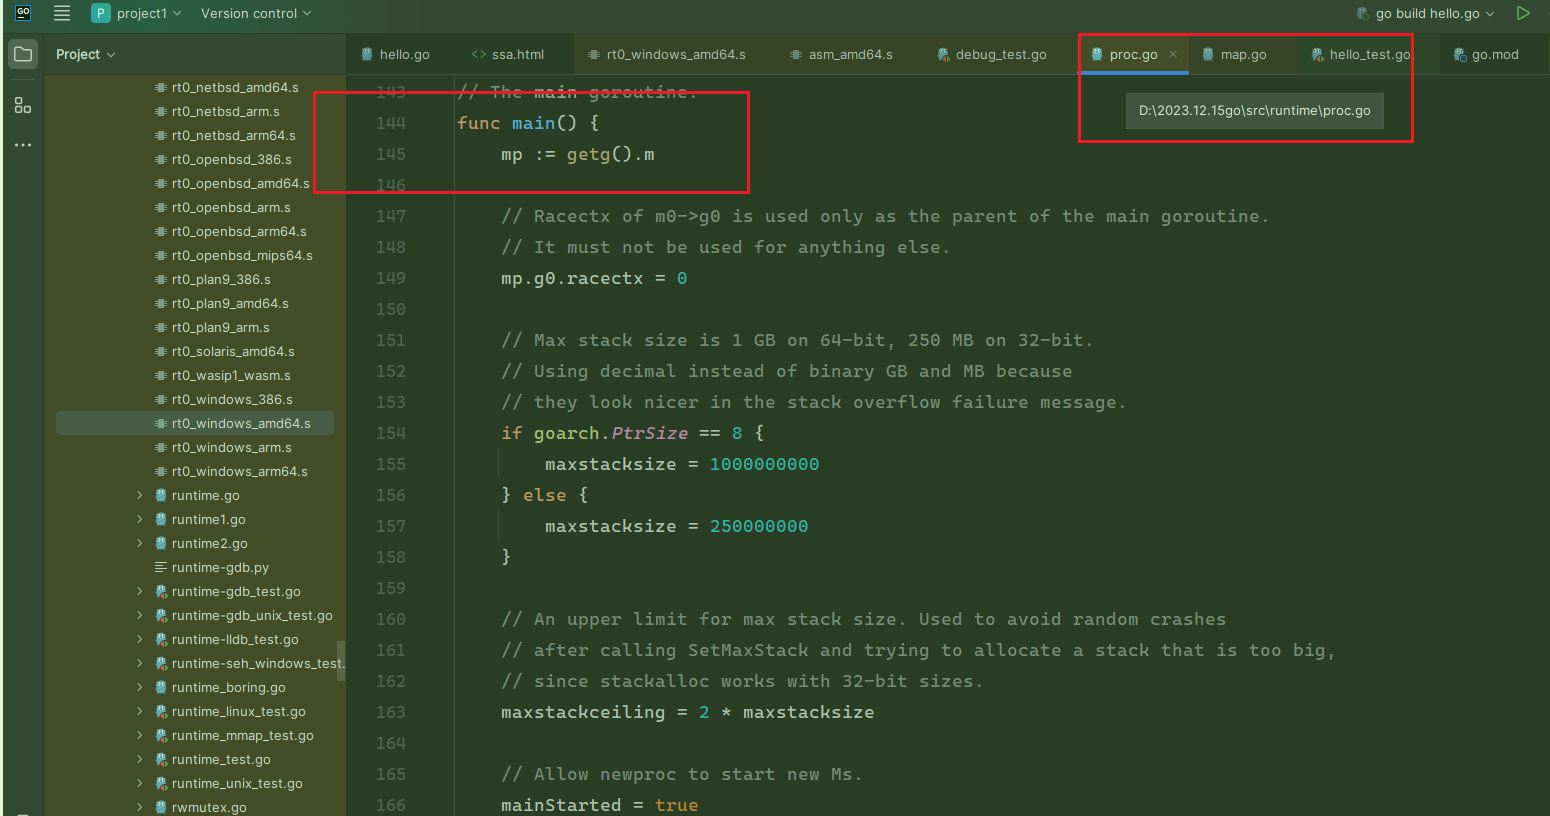 GO
P project1
Version control
go build hello.go
Project
hello.go
ssa.html
rt0_windows_amd64.s
asm_amd64.s
debug_test.go
proc.go
map.go
hello_test.go
go.mod
D:\2023.12.15go\src\runtime\proc.go
rt0_netbsd_amd64.s
rt0_netbsd_arm.s
rt0_netbsd_arm64.s
rt0_openbsd_386.s
rt0_openbsd_amd64.s
rt0_openbsd_arm.s
rt0_openbsd_arm64.s
rt0_openbsd_mips64.s
rt0_plan9_386.s
rt0_plan9_amd64.s
rt0_plan9_arm.s
rt0_solaris_amd64.s
rt0_wasip1_wasm.s
rt0_windows_386.s
rt0_windows_amd64.s
rt0_windows_arm.s
rt0_windows_arm64.s
runtime.go
runtime1.go
runtime2.go
runtime-gdb.py
runtime-gdb_test.go
runtime-gdb_unix_test.go
runtime-lldb_test.go
runtime-seh_windows_test.
runtime_boring.go
runtime_linux_test.go
runtime_mmap_test.go
runtime_test.go
runtime_unix_test.go
rwmutex.go
143 // The main goroutine.
144 func main() {
145 mp := getg().m
146
147 // Racectx of m0->g0 is used only as the parent of the main goroutine.
148 // It must not be used for anything else.
149 mp.g0.racectx = 0
150
151 // Max stack size is 1 GB on 64-bit, 250 MB on 32-bit.
152 // Using decimal instead of binary GB and MB because
153 // they look nicer in the stack overflow failure message.
154 if goarch.PtrSize == 8 {
155 maxstacksize = 1000000000
156 } else {
157 maxstacksize = 250000000
158 }
159
160 // An upper limit for max stack size. Used to avoid random crashes
161 // after calling SetMaxStack and trying to allocate a stack that is too big,
162 // since stackalloc works with 32-bit sizes.
163 maxstackceiling = 2 * maxstacksize
164
165 // Allow newproc to start new Ms.
166 mainStarted = true